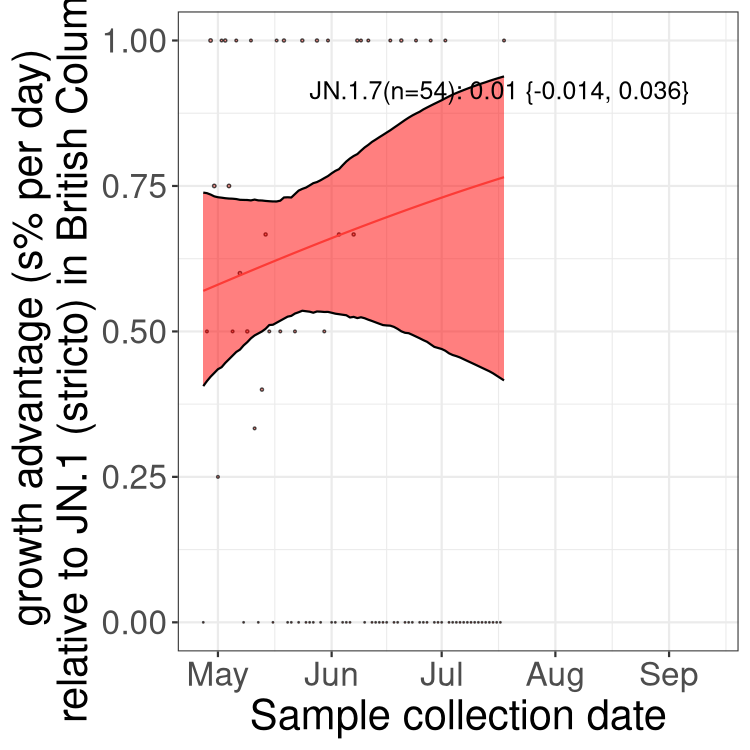 growth advantage (s% per day)
relative to JN.1 (stricto) in British Colum
1.00
0.75
0.50
0.25
0.00
JN.1.7(n=54): 0.01 {-0.014, 0.036}
May Jun Jul Aug Sep
Sample collection date